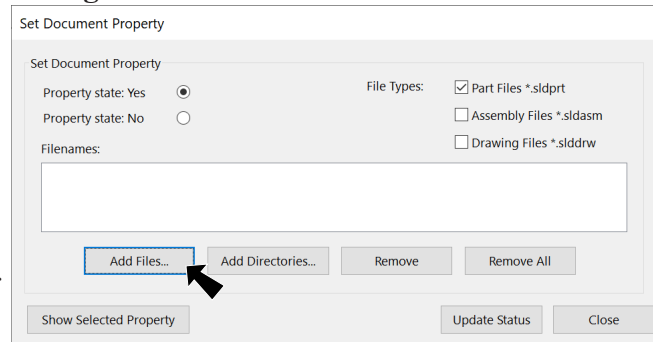 Set Document Property
Set Document Property
Property state: Yes
File Types:
Part Files *.sldprt
Property state: No
Assembly Files *.sldasm
Drawing Files *.slddrw
Filenames:
Add Files...
Add Directories...
Remove
Remove All
Show Selected Property
Update Status
Close